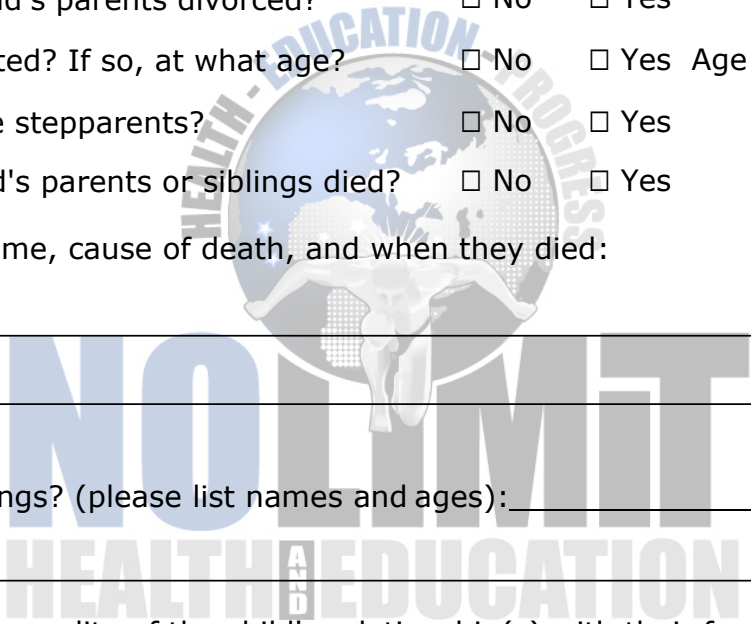 d's parents divorced? □ No □ Yes
ted? If so, at what age? □ No □ Yes Age
e stepparents? □ No □ Yes
d's parents or siblings died? □ No □ Yes
me, cause of death, and when they died:
ngs? (please list names and ages):
HEALTH - EDUCATION - PROGRESS
NOLIMIT
HEALTH AND EDUCATION